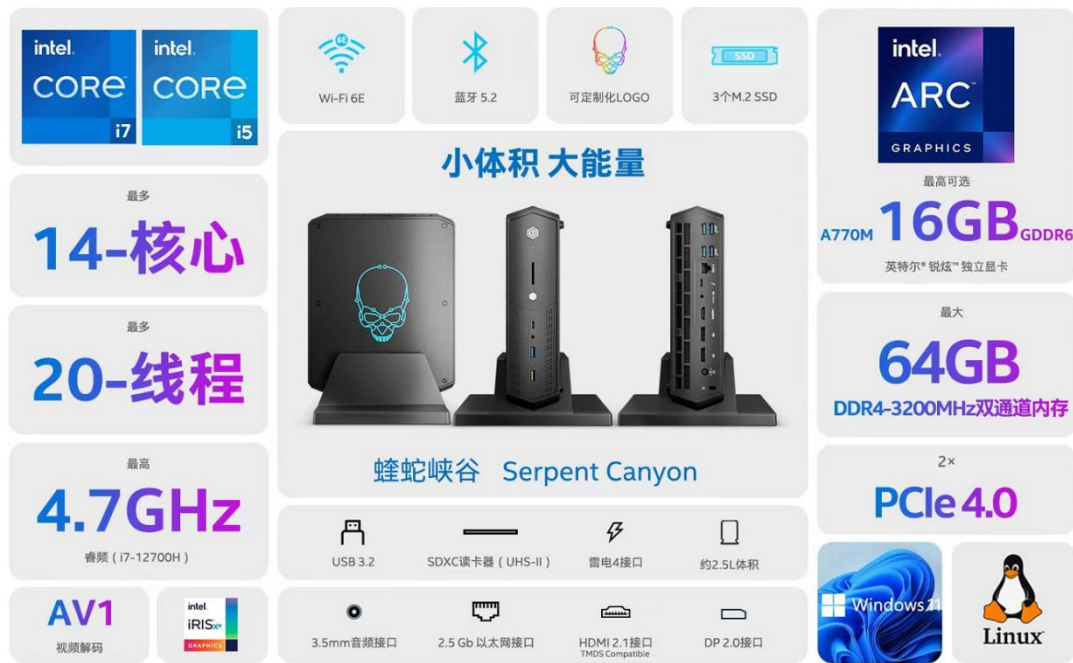 intel.
CORE
i7
intel.
CORE
i5
最多
14-核心
最多
20-线程
最高
4.7GHz
睿频(i7-12700H)
AV1
视频解码
intel
iRIS Xe
GRAPHICS
6E
Wi-Fi 6E
蓝牙 5.2
可定制化LOGO
SSD
3个M.2 SSD
小体积 大能量
蝰蛇峡谷 Serpent Canyon
USB 3.2
SDXC读卡器(UHS-II)
雷电4接口
约2.5L体积
3.5mm音频接口
2.5 Gb 以太网接口
HDMI 2.1接口
TMDS Compatible
DP 2.0接口
intel.
ARC™
GRAPHICS
最高可选
A770M 16GB GDDR6
英特尔® 锐炫™ 独立显卡
最大
64GB
DDR4-3200MHz双通道内存
2×
PCIe 4.0
Windows 11
Linux